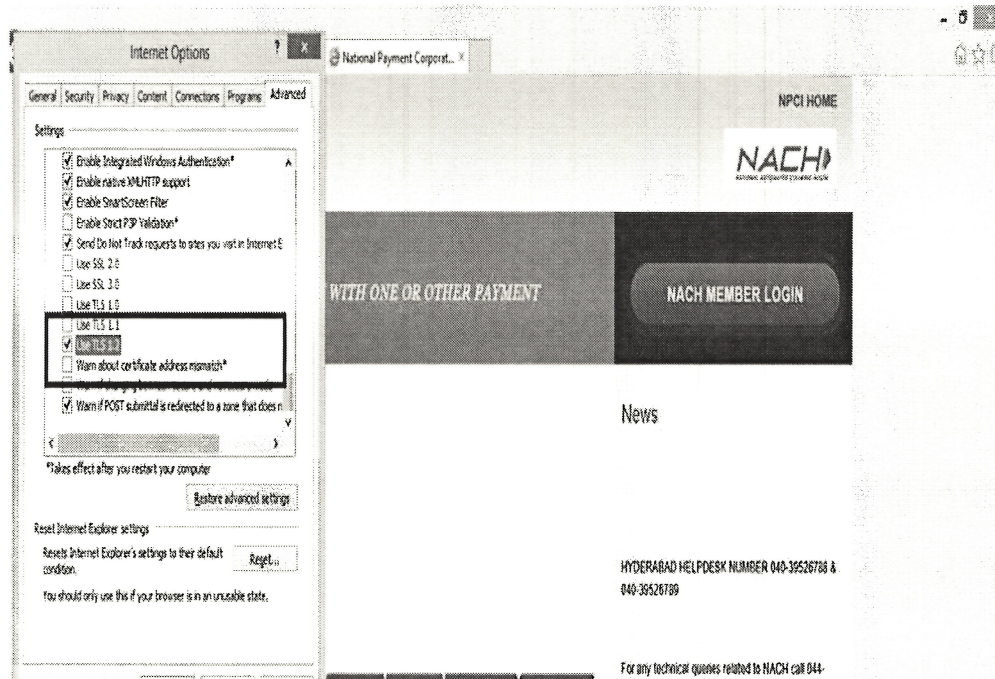 Internet Options
?
x
National Payment Corporat... ×
General Security Privacy Content Connections Programs Advanced
NPCI HOME
Settings
NACH
Enable Integrated Windows Authentication*
Enable native XMLHTTP support
Enable SmartScreen Filter
Enable Strict P3P Validation*
Send Do Not Track requests to sites you visit in Internet E
Use SSL 2.0
Use SSL 3.0
Use TLS 1.0
Use TLS 1.1
Use TLS 1.2
Warn about certificate address mismatch*
Warn if POST submittal is redirected to a zone that does n
WITH ONE OR OTHER PAYMENT
NACH MEMBER LOGIN
*Takes effect after you restart your computer
Restore advanced settings
Reset Internet Explorer settings
Resets Internet Explorer's settings to their default
condition.
Reset...
You should only use this if your browser is in an unusable state.
News
HYDERABAD HELPDESK NUMBER 040-39526788 &
040-39526789
For any technical queries related to NACH call 044-